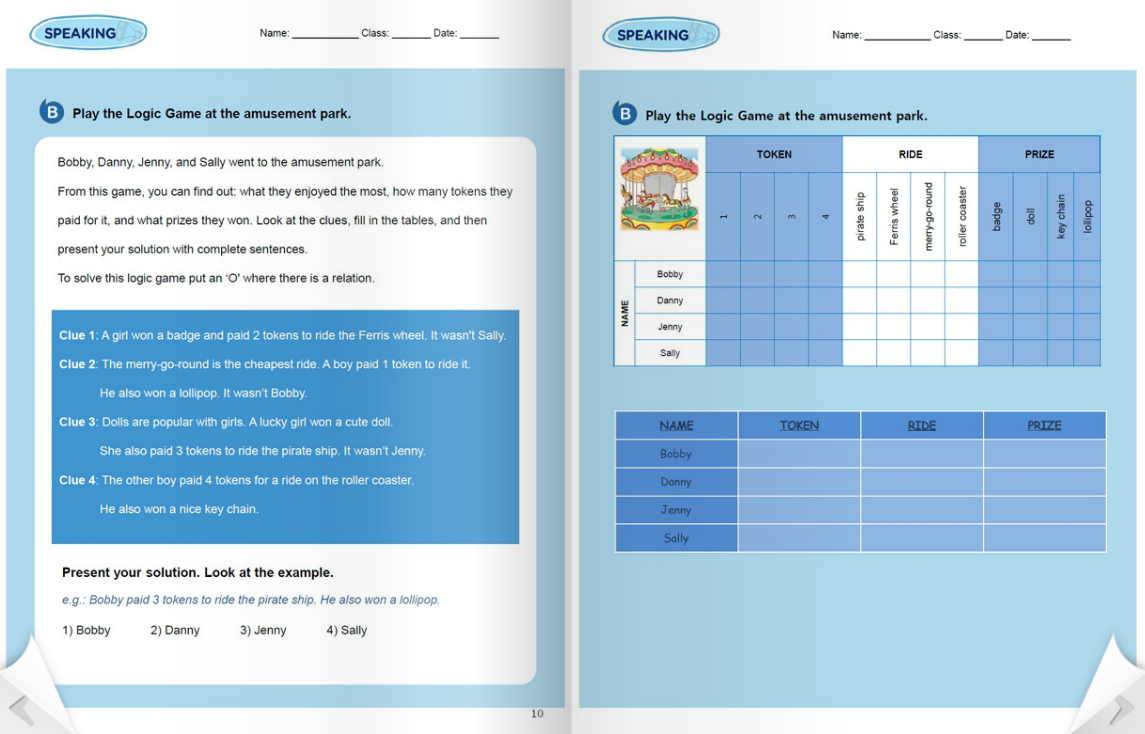 SPEAKING
Name: ____________ Class: _______ Date: _______
B Play the Logic Game at the amusement park.
Bobby, Danny, Jenny, and Sally went to the amusement park.
From this game, you can find out: what they enjoyed the most, how many tokens they
paid for it, and what prizes they won. Look at the clues, fill in the tables, and then
present your solution with complete sentences.
To solve this logic game put an 'O' where there is a relation.
Clue 1: A girl won a badge and paid 2 tokens to ride the Ferris wheel. It wasn't Sally.
Clue 2: The merry-go-round is the cheapest ride. A boy paid 1 token to ride it.
He also won a lollipop. It wasn't Bobby.
Clue 3: Dolls are popular with girls. A lucky girl won a cute doll.
She also paid 3 tokens to ride the pirate ship. It wasn't Jenny.
Clue 4: The other boy paid 4 tokens for a ride on the roller coaster.
He also won a nice key chain.
Present your solution. Look at the example.
e.g.: Bobby paid 3 tokens to ride the pirate ship. He also won a lollipop.
1) Bobby 2) Danny 3) Jenny 4) Sally
10
SPEAKING
Name: ____________ Class: _______ Date: _______
B Play the Logic Game at the amusement park.
TOKEN RIDE PRIZE
1 2 3 4 pirate ship Ferris wheel merry-go-round roller coaster badge doll key chain lollipop
NAME
Bobby
Danny
Jenny
Sally
NAME TOKEN RIDE PRIZE
Bobby
Danny
Jenny
Sally